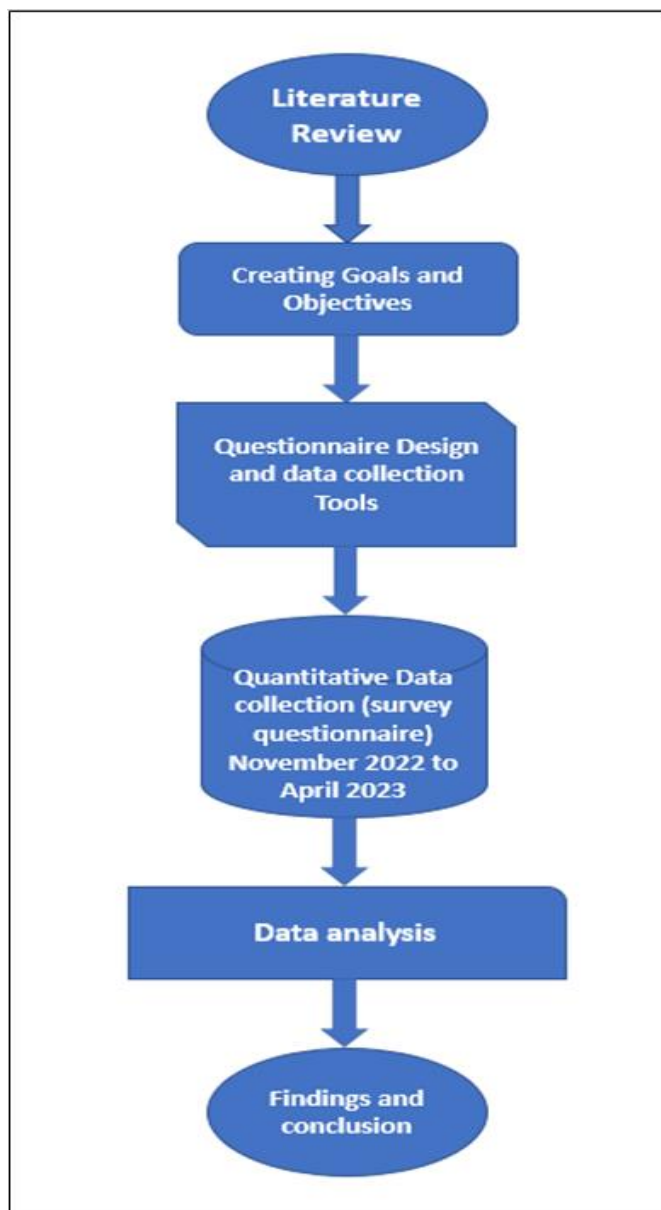 Literature
Review
Creating Goals and
Objectives
Questionnaire Design
and data collection
Tools
Quantitative Data
collection (survey
questionnaire)
November 2022 to
April 2023
Data analysis
Findings and
conclusion